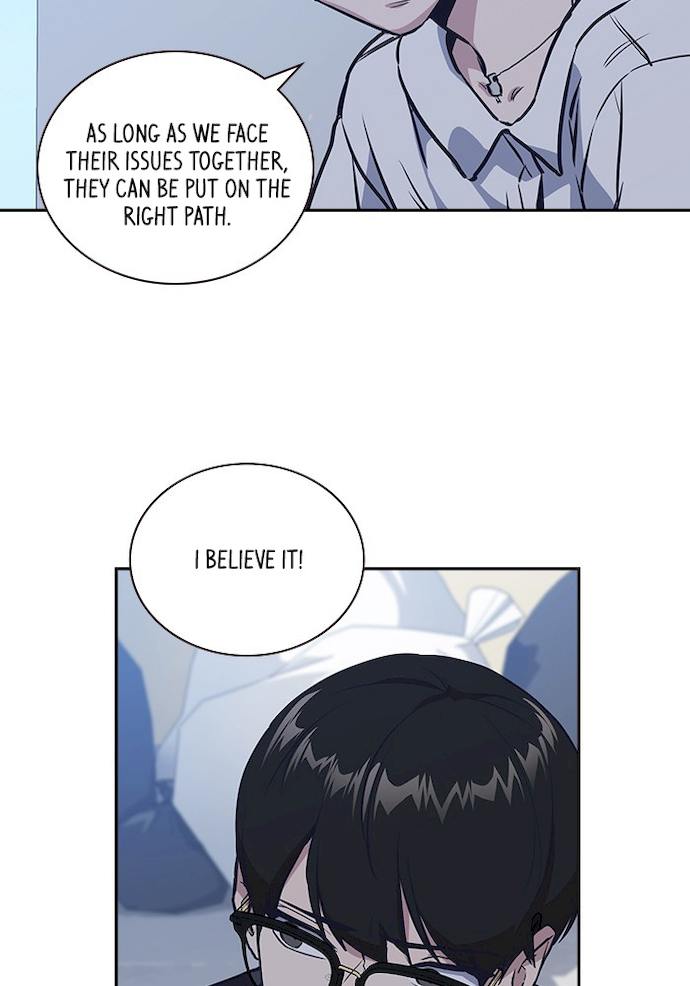 AS LONG AS WE FACE
THEIR ISSUES TOGETHER,
THEY CAN BE PUT ON THE
RIGHT PATH.
I BELIEVE IT!